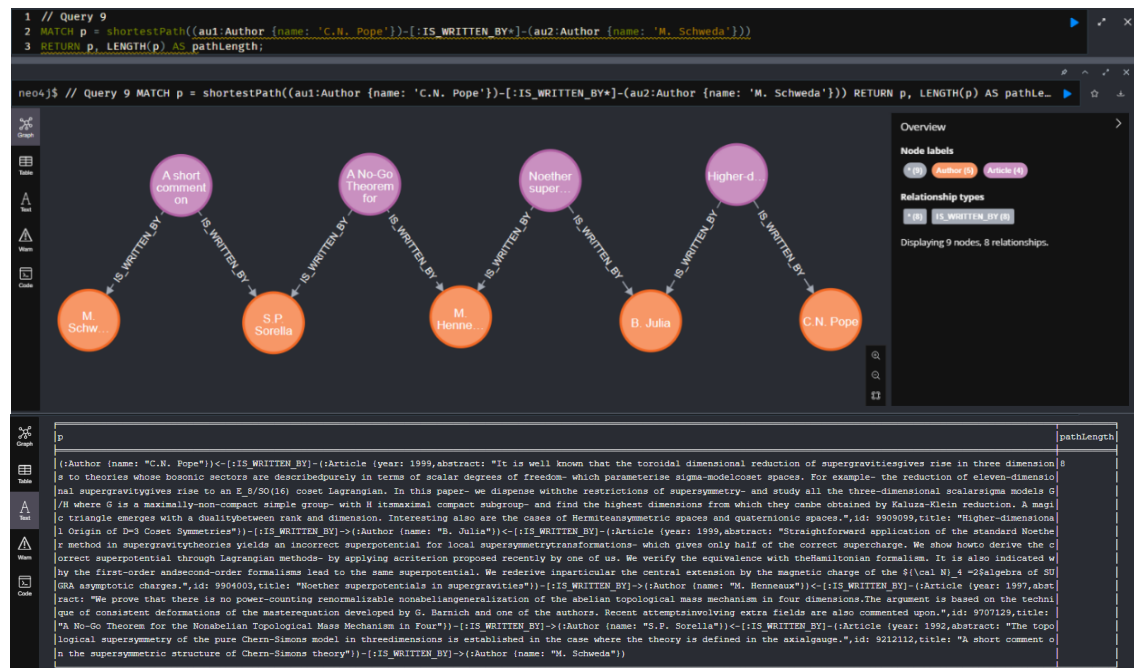 1 // Query 9
2 MATCH p = shortestPath((au1:Author {name: 'C.N. Pope'})-[:IS_WRITTEN_BY*]-(au2:Author {name: 'M. Schweda'}))
3 RETURN p, LENGTH(p) AS pathLength;
neo4j$ // Query 9 MATCH p = shortestPath((au1:Author {name: 'C.N. Pope'})-[:IS_WRITTEN_BY*]-(au2:Author {name: 'M. Schweda'})) RETURN p, LENGTH(p) AS pathLe…
Graph
Table
Text
Warn
Code
A short
comment
on
A No-Go
Theorem
for
Noether
super…
Higher-d…
IS_WRITTEN_BY
IS_WRITTEN_BY
IS_WRITTEN_BY
IS_WRITTEN_BY
IS_WRITTEN_BY
IS_WRITTEN_BY
IS_WRITTEN_BY
IS_WRITTEN_BY
M.
Schw…
S.P.
Sorella
M.
Henne…
B. Julia
C.N. Pope
Overview
Node labels
* (9) Author (5) Article (4)
Relationship types
* (8) IS_WRITTEN_BY (8)
Displaying 9 nodes, 8 relationships.
Graph
Table
Text
Warn
Code
p pathLength
(:Author {name: "C.N. Pope"})<-[:IS_WRITTEN_BY]-(:Article {year: 1999,abstract: "It is well known that the toroidal dimensional reduction of supergravitiesgives rise in three dimension 8
s to theories whose bosonic sectors are describedpurely in terms of scalar degrees of freedom- which parameterise sigma-modelcoset spaces. For example- the reduction of eleven-dimensio
nal supergravitygives rise to an E_8/SO(16) coset Lagrangian. In this paper- we dispense withthe restrictions of supersymmetry- and study all the three-dimensional scalarsigma models G
/H where G is a maximally-non-compact simple group- with H itsmaximal compact subgroup- and find the highest dimensions from which they canbe obtained by Kaluza-Klein reduction. A magi
c triangle emerges with a dualitybetween rank and dimension. Interesting also are the cases of Hermiteansymmetric spaces and quaternionic spaces.",id: 9909099,title: "Higher-dimensiona
l Origin of D=3 Coset Symmetries"})-[:IS_WRITTEN_BY]->(:Author {name: "B. Julia"})<-[:IS_WRITTEN_BY]-(:Article {year: 1999,abstract: "Straightforward application of the standard Noethe
r method in supergravitytheories yields an incorrect superpotential for local supersymmetrytransformations- which gives only half of the correct supercharge. We show howto derive the c
orrect superpotential through Lagrangian methods- by applying acriterion proposed recently by one of us. We verify the equivalence with theHamiltonian formalism. It is also indicated w
hy the first-order andsecond-order formalisms lead to the same superpotential. We rederive inparticular the central extension by the magnetic charge of the ${\cal N}_4 =2$algebra of SU
GRA asymptotic charges.",id: 9904003,title: "Noether superpotentials in supergravities"})-[:IS_WRITTEN_BY]->(:Author {name: "M. Henneaux"})<-[:IS_WRITTEN_BY]-(:Article {year: 1997,abst
ract: "We prove that there is no power-counting renormalizable nonabeliangeneralization of the abelian topological mass mechanism in four dimensions.The argument is based on the techni
que of consistent deformations of the masterequation developed by G. Barnich and one of the authors. Recent attemptsinvolving extra fields are also commented upon.",id: 9707129,title:
"A No-Go Theorem for the Nonabelian Topological Mass Mechanism in Four"})-[:IS_WRITTEN_BY]->(:Author {name: "S.P. Sorella"})<-[:IS_WRITTEN_BY]-(:Article {year: 1992,abstract: "The topo
logical supersymmetry of the pure Chern-Simons model in threedimensions is established in the case where the theory is defined in the axialgauge.",id: 9212112,title: "A short comment o
n the supersymmetric structure of Chern-Simons theory"})-[:IS_WRITTEN_BY]->(:Author {name: "M. Schweda"})